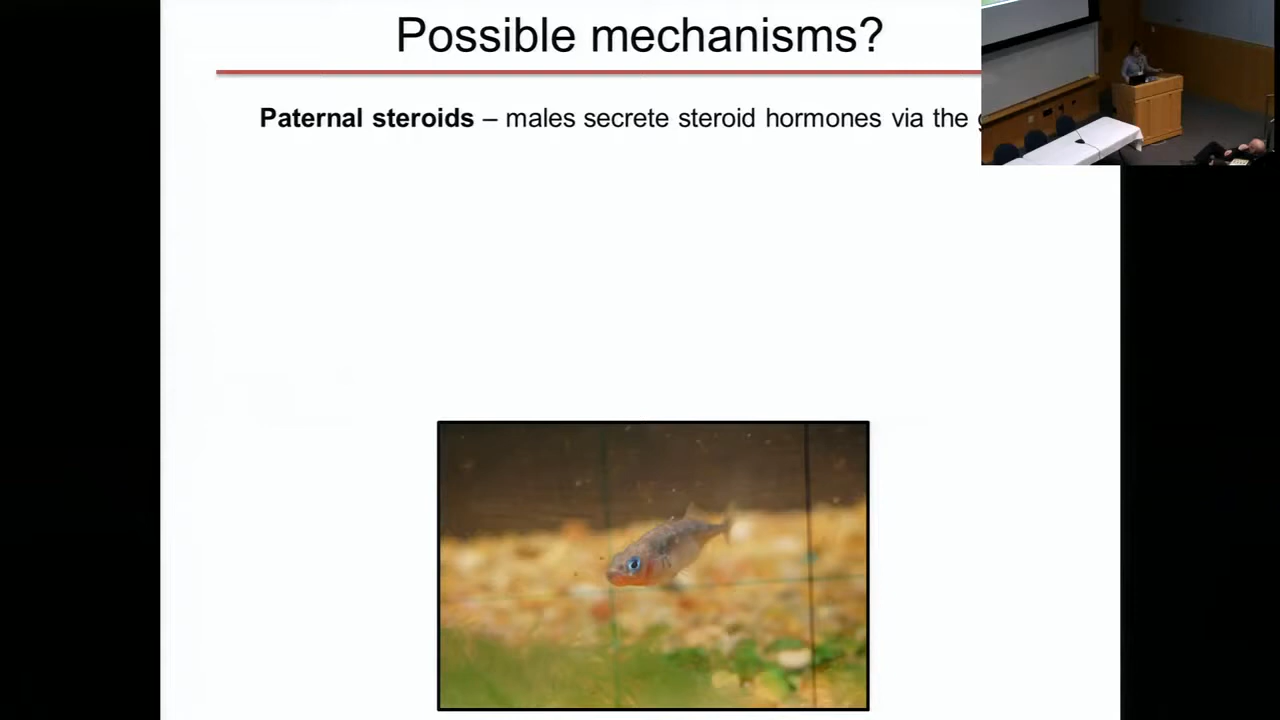 Possible mechanisms?
Paternal steroids – males secrete steroid hormones via the